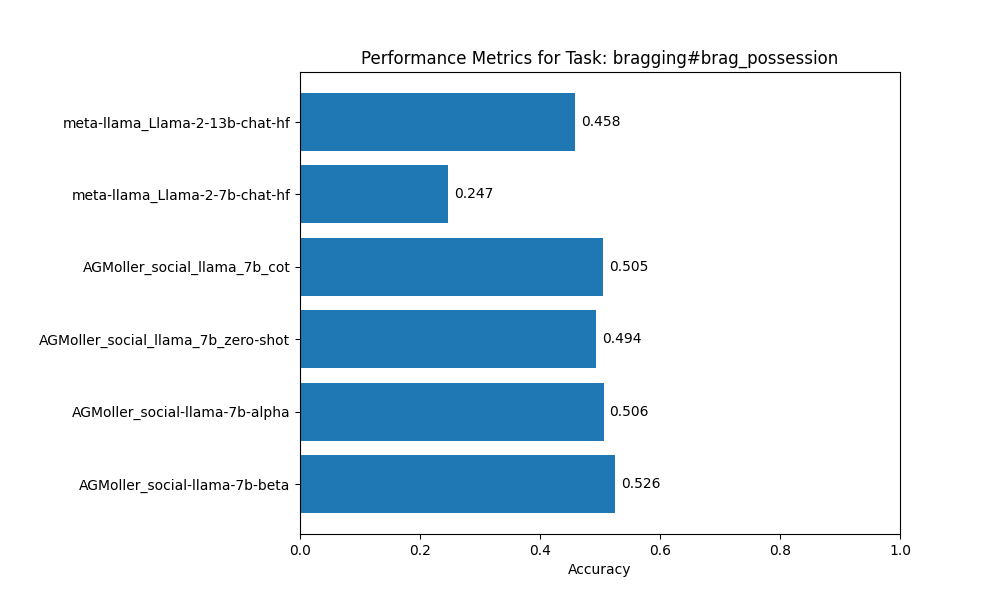 Performance Metrics for Task: bragging#brag_possession
meta-llama_Llama-2-13b-chat-hf 0.458
meta-llama_Llama-2-7b-chat-hf 0.247
AGMoller_social_llama_7b_cot 0.505
AGMoller_social_llama_7b_zero-shot 0.494
AGMoller_social-llama-7b-alpha 0.506
AGMoller_social-llama-7b-beta 0.526
0.0 0.2 0.4 0.6 0.8 1.0
Accuracy